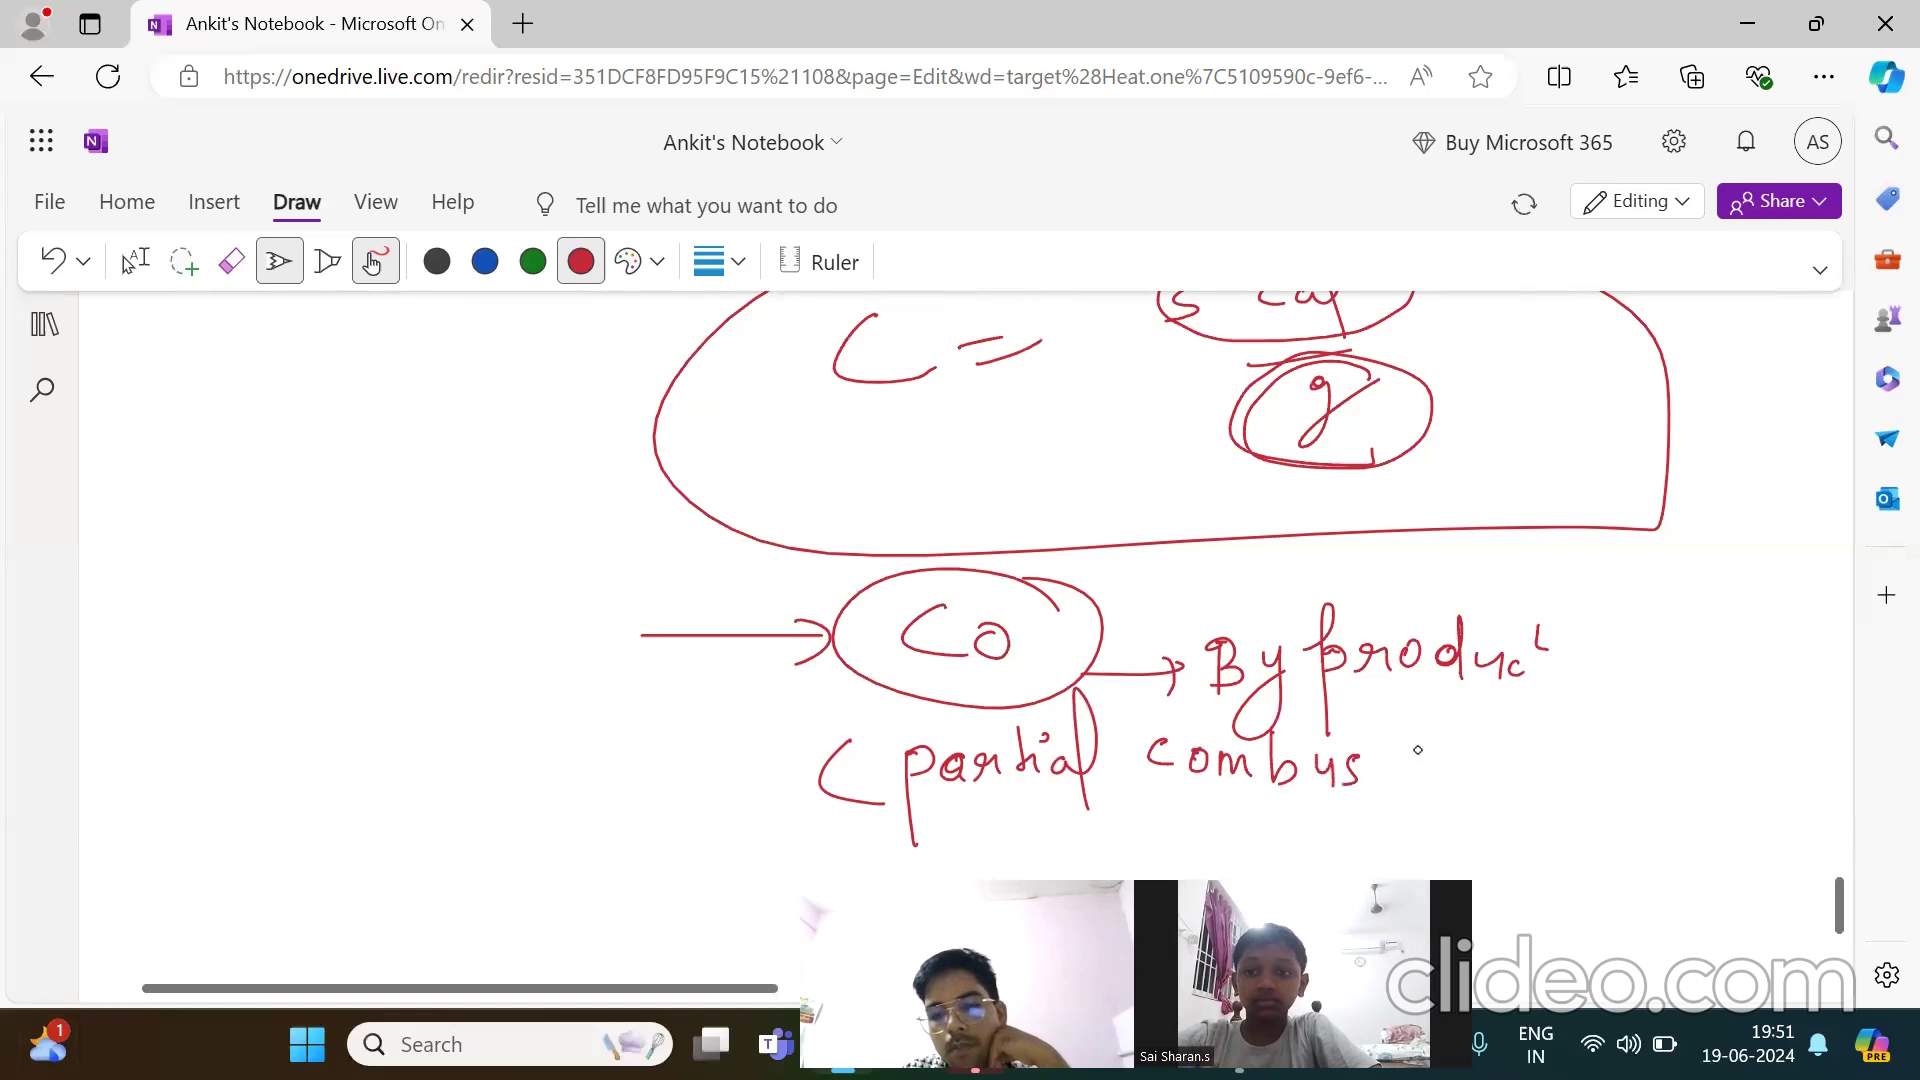 Ankit's Notebook - Microsoft On
https://onedrive.live.com/redir?resid=351DCF8FD95F9C15%21108&page=Edit&wd=target%28Heat.one%7C5109590c-9ef6-...
Ankit's Notebook
Buy Microsoft 365
AS
File Home Insert Draw View Help Tell me what you want to do
Editing
Share
Ruler
C =
g
CO
By product
( partial combus
Sai Sharan.s
clideo.com
1
Search
ENG
IN
19:51
19-06-2024
PRE